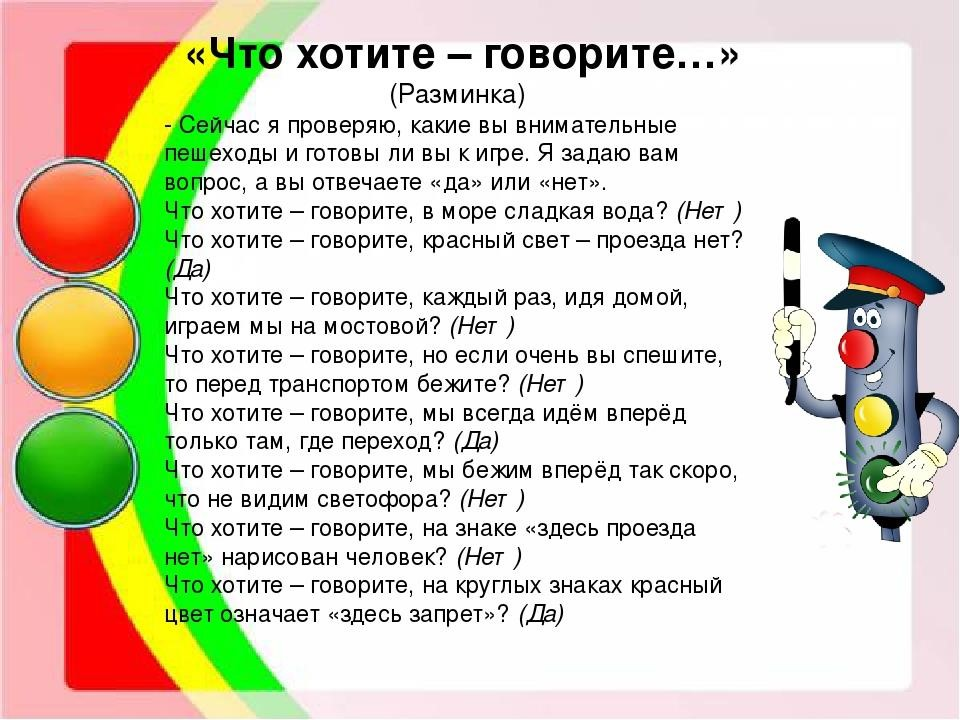 «Что хотите – говорите…»
(Разминка)
- Сейчас я проверяю, какие вы внимательные
пешеходы и готовы ли вы к игре. Я задаю вам
вопрос, а вы отвечаете «да» или «нет».
Что хотите – говорите, в море сладкая вода? (Нет )
Что хотите – говорите, красный свет – проезда нет?
(Да)
Что хотите – говорите, каждый раз, идя домой,
играем мы на мостовой? (Нет )
Что хотите – говорите, но если очень вы спешите,
то перед транспортом бежите? (Нет )
Что хотите – говорите, мы всегда идём вперёд
только там, где переход? (Да)
Что хотите – говорите, мы бежим вперёд так скоро,
что не видим светофора? (Нет )
Что хотите – говорите, на знаке «здесь проезда
нет» нарисован человек? (Нет )
Что хотите – говорите, на круглых знаках красный
цвет означает «здесь запрет»? (Да)